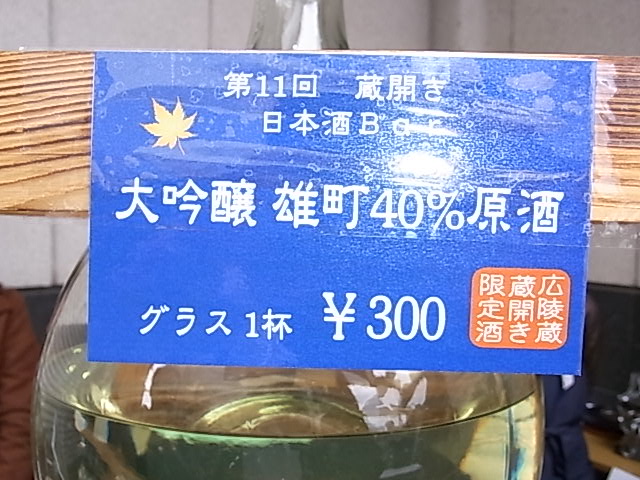 第11回 蔵開き
日本酒Bar
大吟醸 雄町40%原酒
グラス1杯 ¥300
広陵蔵
蔵開き
限定酒